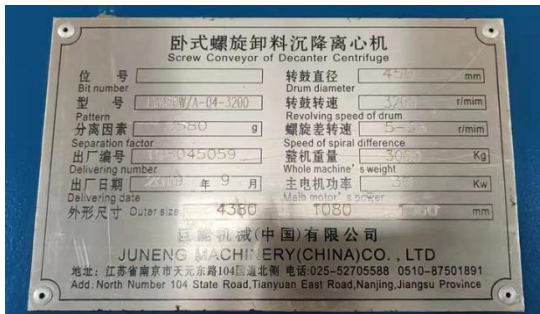 卧式螺旋卸料沉降离心机
Screw Conveyor of Decanter Centrifuge
位 号 转鼓直径 mm
Bit number Drum diameter
型 号 W/A-04-3200 转鼓转速 r/mim
Pattern Revolving speed of drum
分离因素 g 螺旋差转速 r/mim
Separation factor Speed of spiral difference
出厂编号 整机重量 Kg
Delivering number Whole machine's weight
出厂日期 年 9 月 主电机功率 Kw
Delivering date Main motor's power
外形尺寸 Outer size 4380 1080 mm
巨能机械(中国)有限公司
JUNENG MACHINERY(CHINA)CO.,LTD
地址: 江苏省南京市天元东路104国道北侧 电话:025-52705588 0510-87501891
Add: North Number 104 State Road,Tianyuan East Road,Nanjing,Jiangsu Province